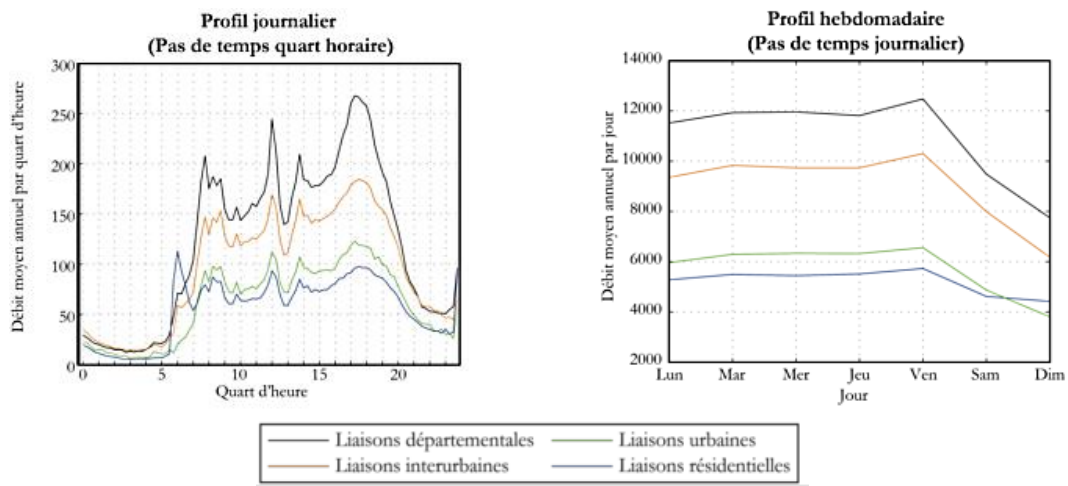 Profil journalier
(Pas de temps quart horaire)
Débit moyen annuel par quart d'heure
300
250
200
150
100
50
0
0
5
10
15
20
Quart d'heure
Profil hebdomadaire
(Pas de temps journalier)
Débit moyen annuel par jour
14000
12000
10000
8000
6000
4000
2000
Lun
Mar
Mer
Jeu
Ven
Sam
Dim
Jour
Liaisons départementales
Liaisons urbaines
Liaisons interurbaines
Liaisons résidentielles